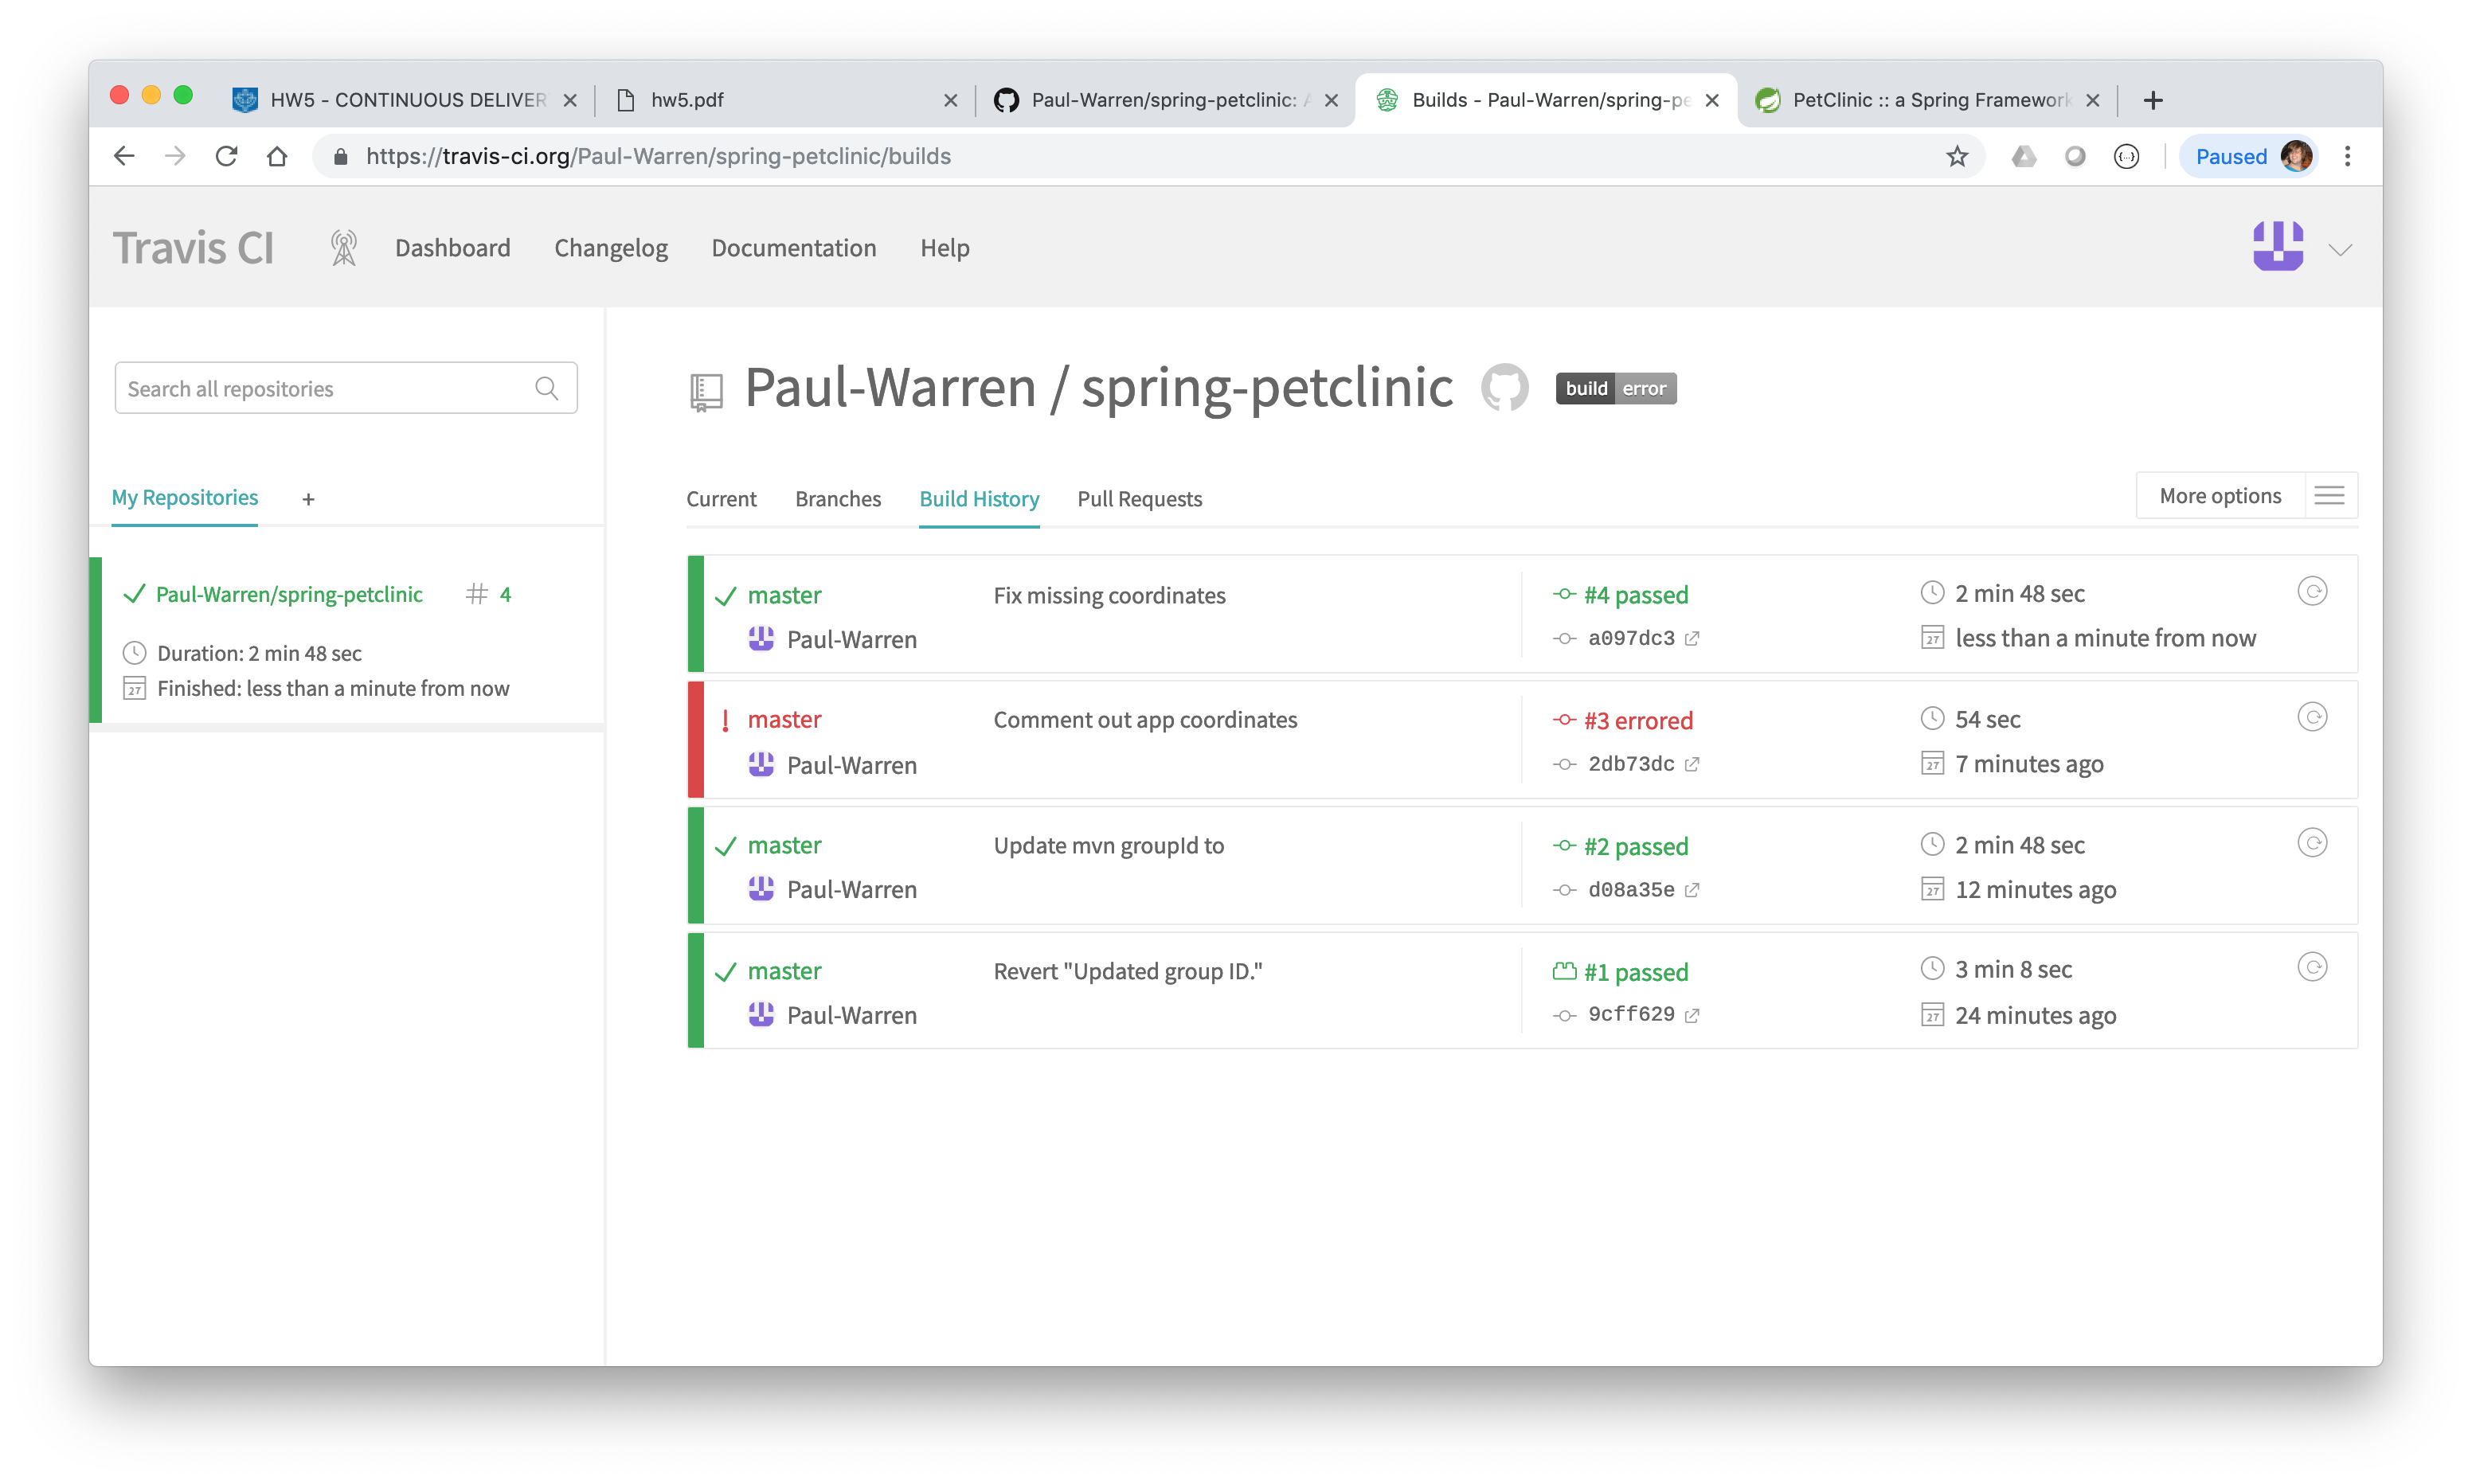 HW5 - CONTINUOUS DELIVER
hw5.pdf
Paul-Warren/spring-petclinic:
Builds - Paul-Warren/spring-pe
PetClinic :: a Spring Framework
https://travis-ci.org/Paul-Warren/spring-petclinic/builds
Paused
Travis CI
Dashboard
Changelog
Documentation
Help
Search all repositories
My Repositories +
Paul-Warren/spring-petclinic # 4
Duration: 2 min 48 sec
27 Finished: less than a minute from now
Paul-Warren / spring-petclinic
build error
Current
Branches
Build History
Pull Requests
More options
master Fix missing coordinates #4 passed 2 min 48 sec
Paul-Warren a097dc3 27 less than a minute from now
! master Comment out app coordinates #3 errored 54 sec
Paul-Warren 2db73dc 27 7 minutes ago
master Update mvn groupId to #2 passed 2 min 48 sec
Paul-Warren d08a35e 27 12 minutes ago
master Revert "Updated group ID." #1 passed 3 min 8 sec
Paul-Warren 9cff629 27 24 minutes ago